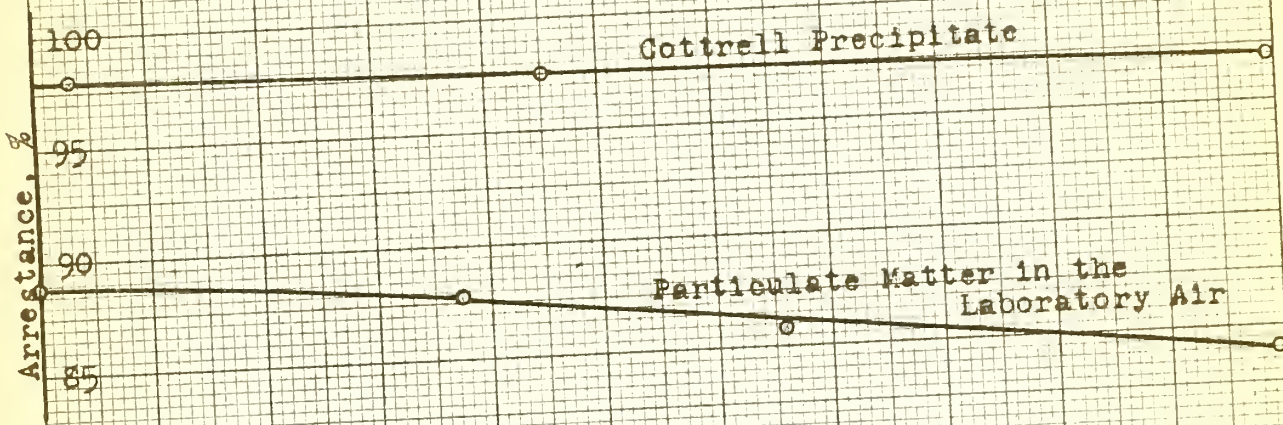 100
Cottrell Precipitate
95
Arrestance, %
90
Particulate Matter in the
Laboratory Air
85